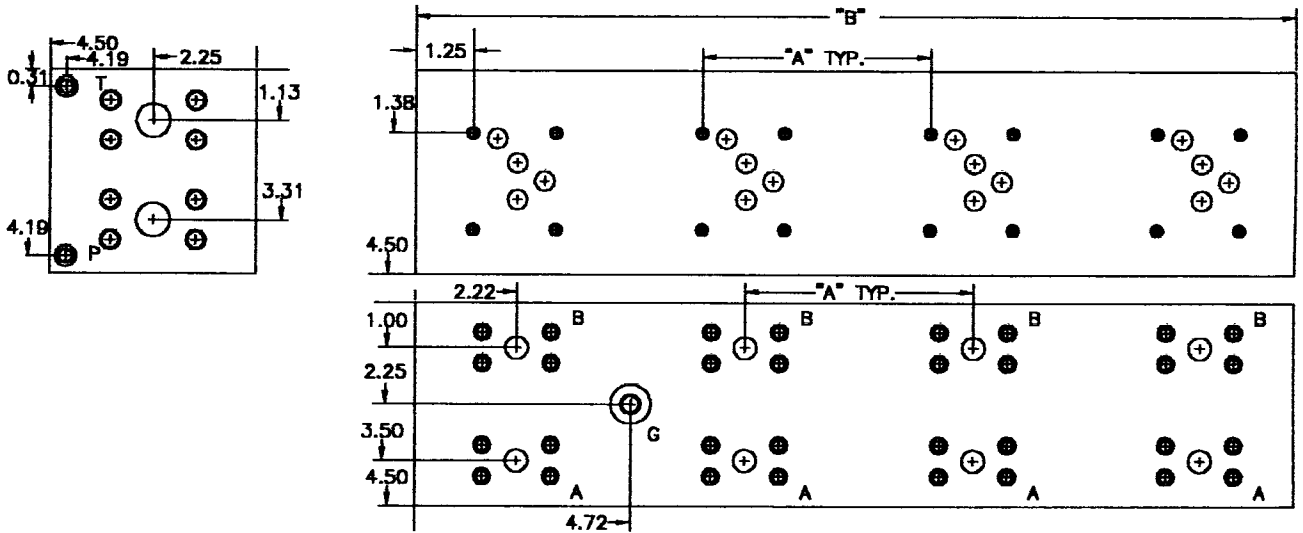 "B"
4.50
4.19
2.25
1.25
"A" TYP.
0.31
T
1.13
1.38
3.31
4.19
P
4.50
2.22
"A" TYP.
B
B
B
B
1.00
2.25
G
3.50
4.50
A
A
A
A
4.72